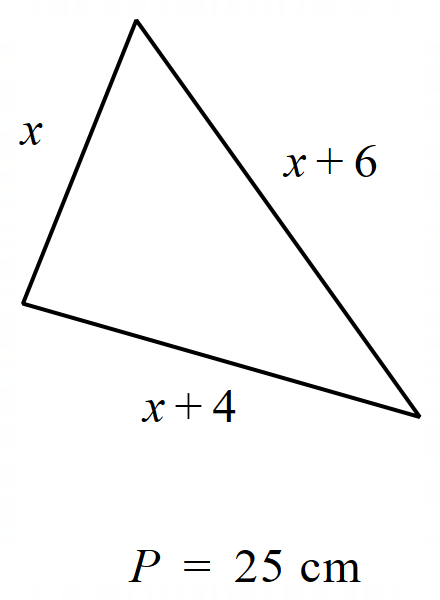 x
x + 6
x + 4
P = 25 cm